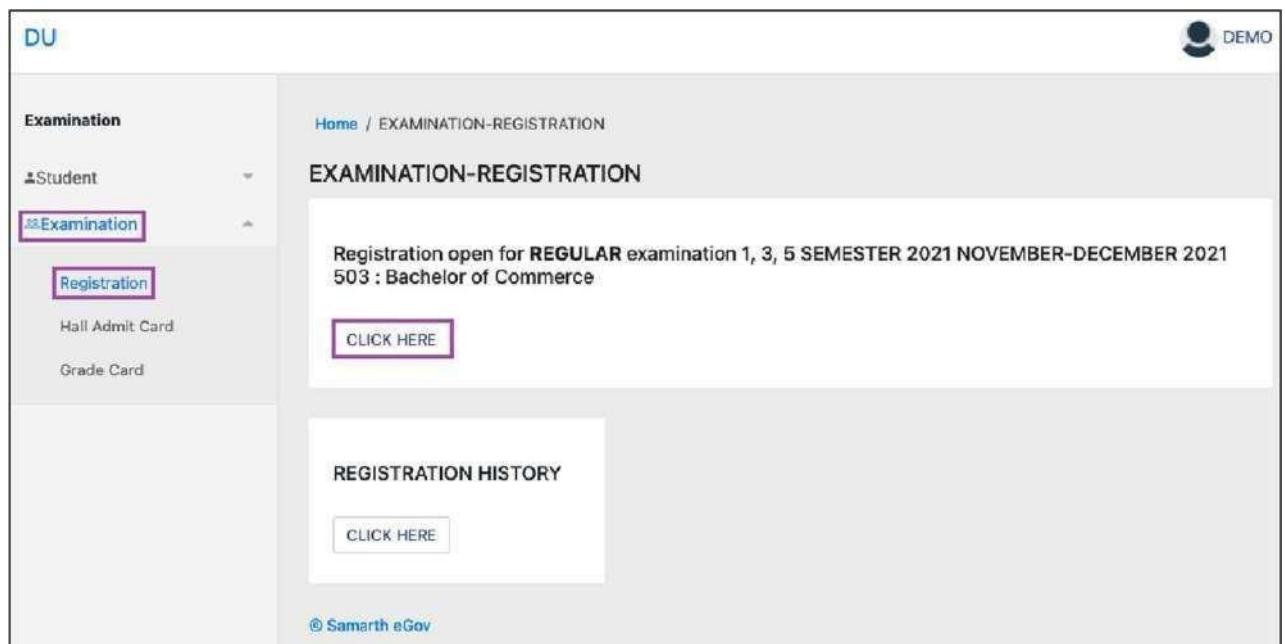 DU
DEMO
Examination
Student
Examination
Registration
Hall Admit Card
Grade Card
Home / EXAMINATION-REGISTRATION
EXAMINATION-REGISTRATION
Registration open for REGULAR examination 1, 3, 5 SEMESTER 2021 NOVEMBER-DECEMBER 2021
503 : Bachelor of Commerce
CLICK HERE
REGISTRATION HISTORY
CLICK HERE
© Samarth eGov